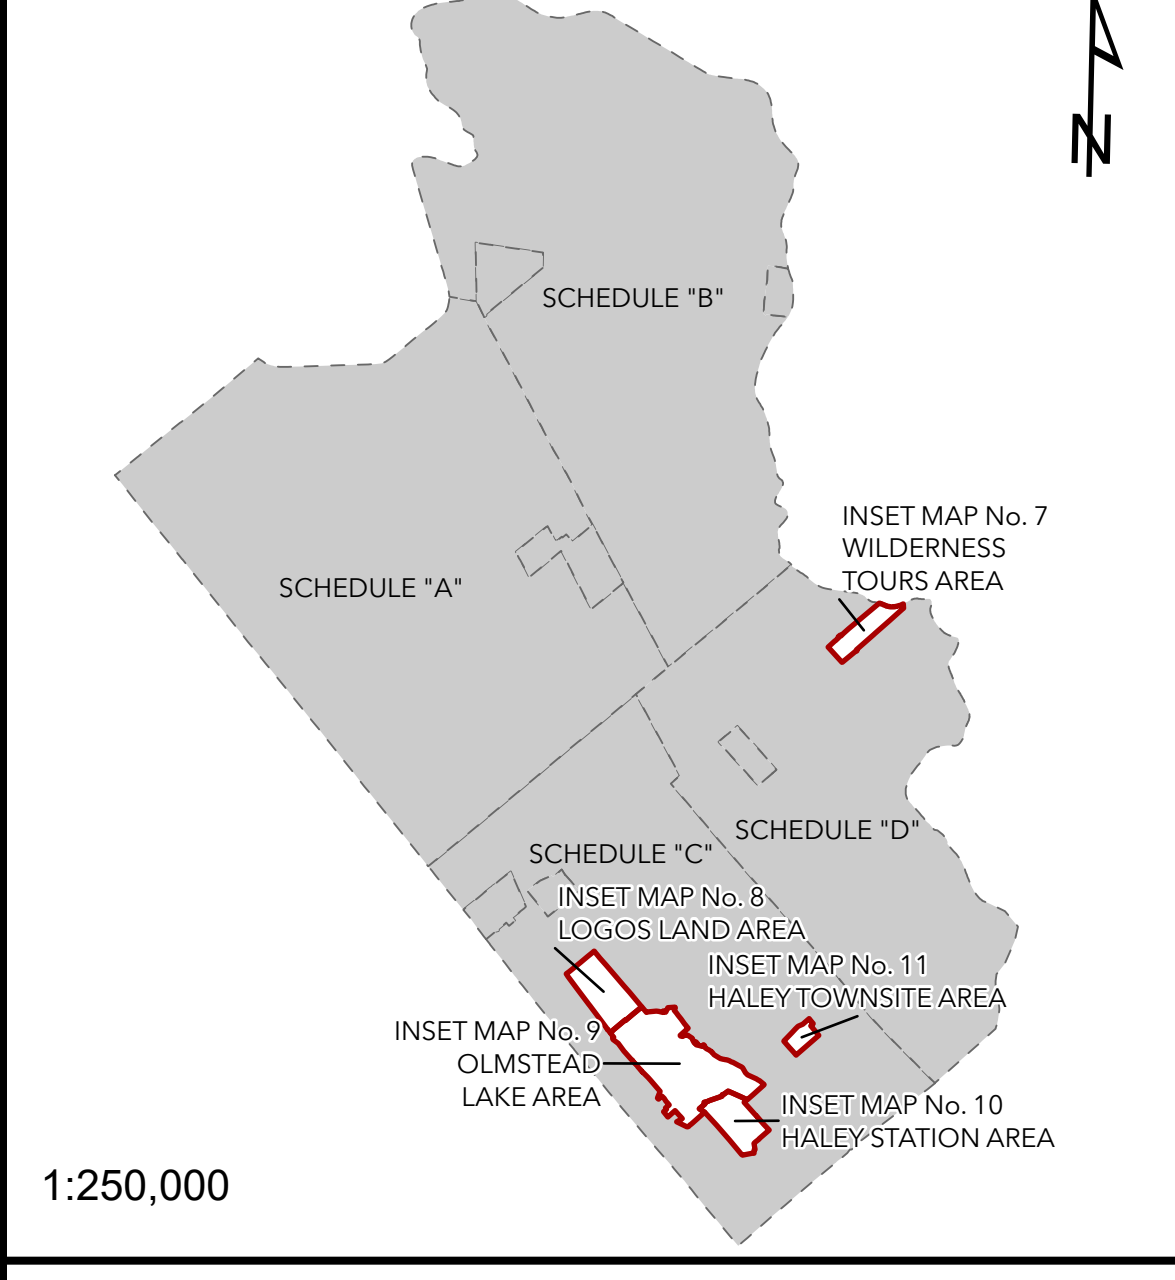 N
SCHEDULE "B"
INSET MAP No. 7
WILDERNESS
TOURS AREA
SCHEDULE "A"
SCHEDULE "D"
SCHEDULE "C"
INSET MAP No. 8
LOGOS LAND AREA
INSET MAP No. 11
HALEY TOWNSITE AREA
INSET MAP No. 9
OLMSTEAD
LAKE AREA
INSET MAP No. 10
HALEY STATION AREA
1:250,000